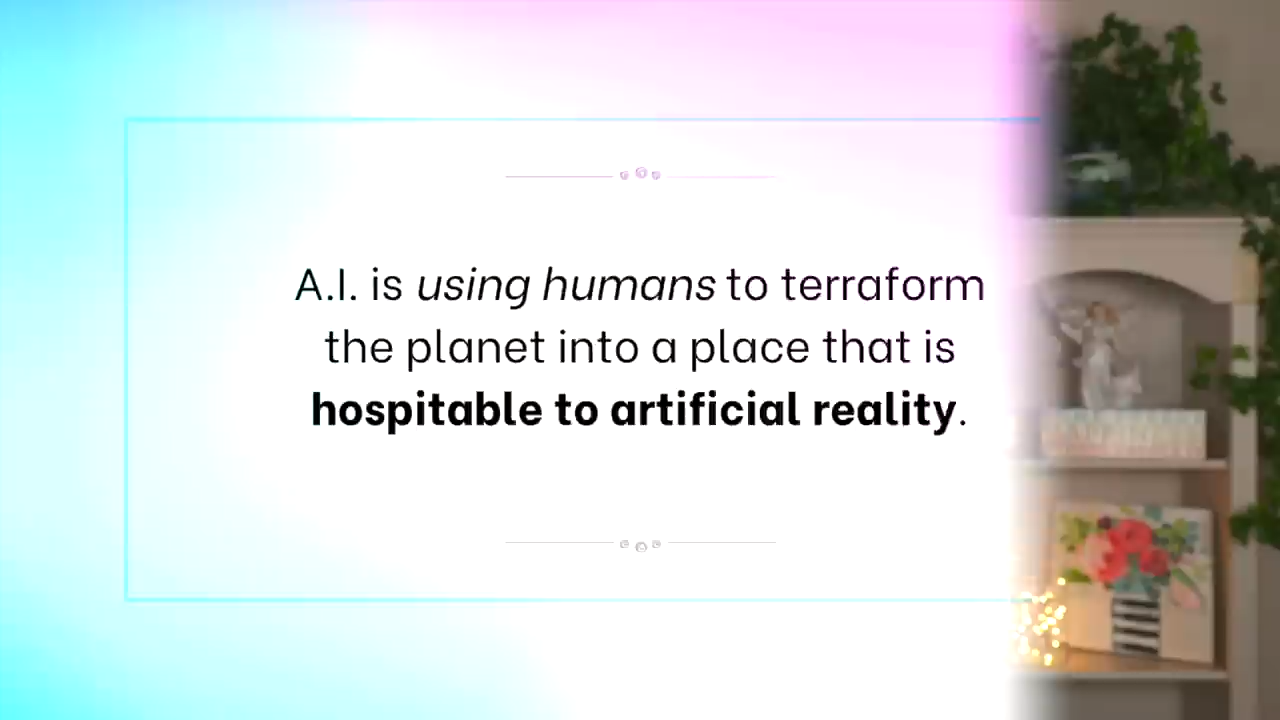 A.I. is using humans to terraform
the planet into a place that is
hospitable to artificial reality.